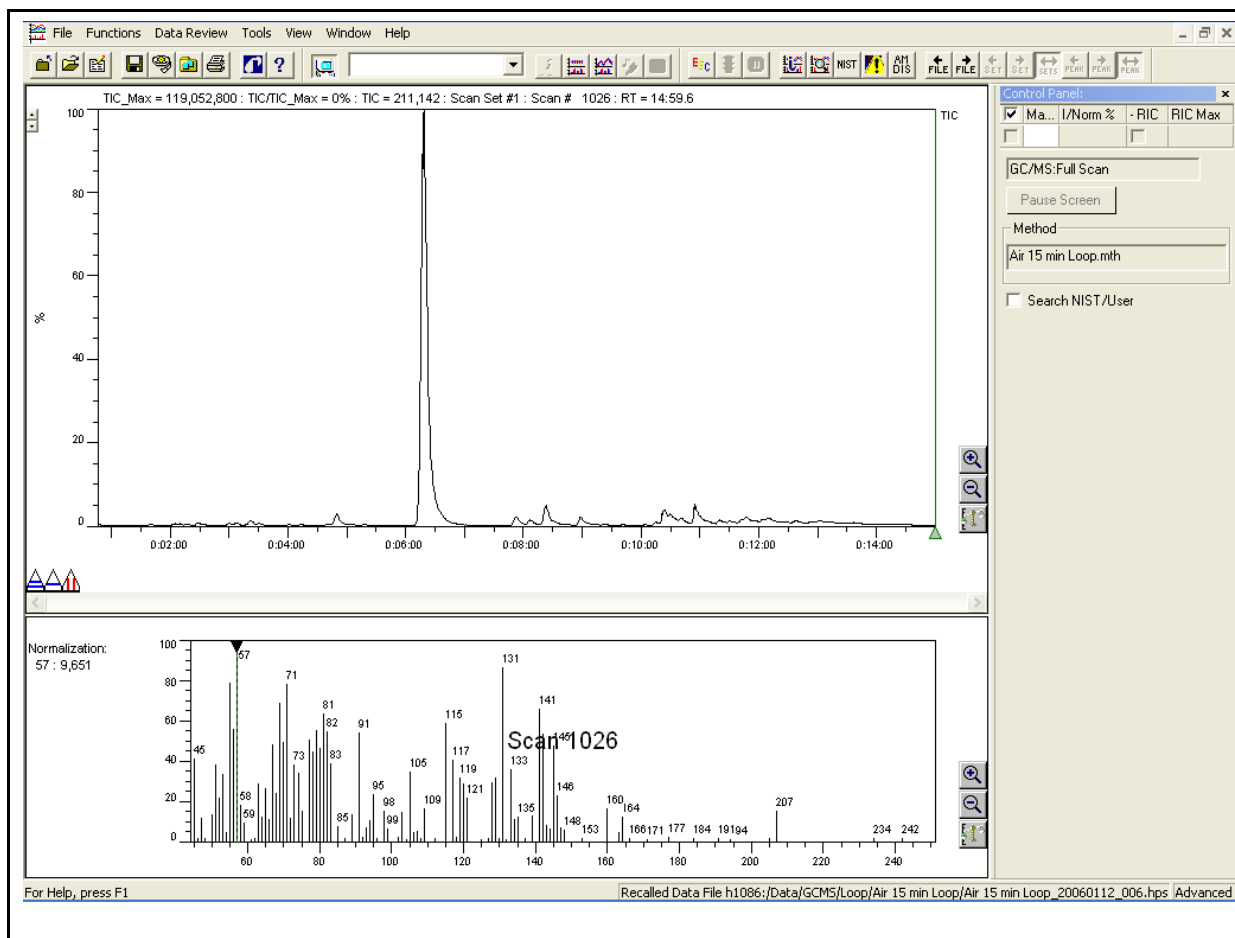 File Functions Data Review Tools View Window Help
NIST AM DIS FILE FILE SET SET SETS PEAK PEAK PEAK
TIC_Max = 119,052,800 : TIC/TIC_Max = 0% : TIC = 211,142 : Scan Set #1 : Scan # 1026 : RT = 14:59.6
TIC
100
80
60
%
40
20
0
0:02:00 0:04:00 0:06:00 0:08:00 0:10:00 0:12:00 0:14:00
Control Panel:
Ma... I/Norm % - RIC RIC Max
GC/MS:Full Scan
Pause Screen
Method
Air 15 min Loop.mth
Search NIST/User
Normalization:
57 : 9,651
100
80
60
40
20
0
Scan 1026
45 57 58 59 71 73 81 82 83 85 91 95 98 99 105 109 115 117 119 121 131 133 135 141 145 146 148 153 160 164 166 171 177 184 191 194 207 234 242
60 80 100 120 140 160 180 200 220 240
For Help, press F1
Recalled Data File h1086:/Data/GCMS/Loop/Air 15 min Loop/Air 15 min Loop_20060112_006.hps Advanced